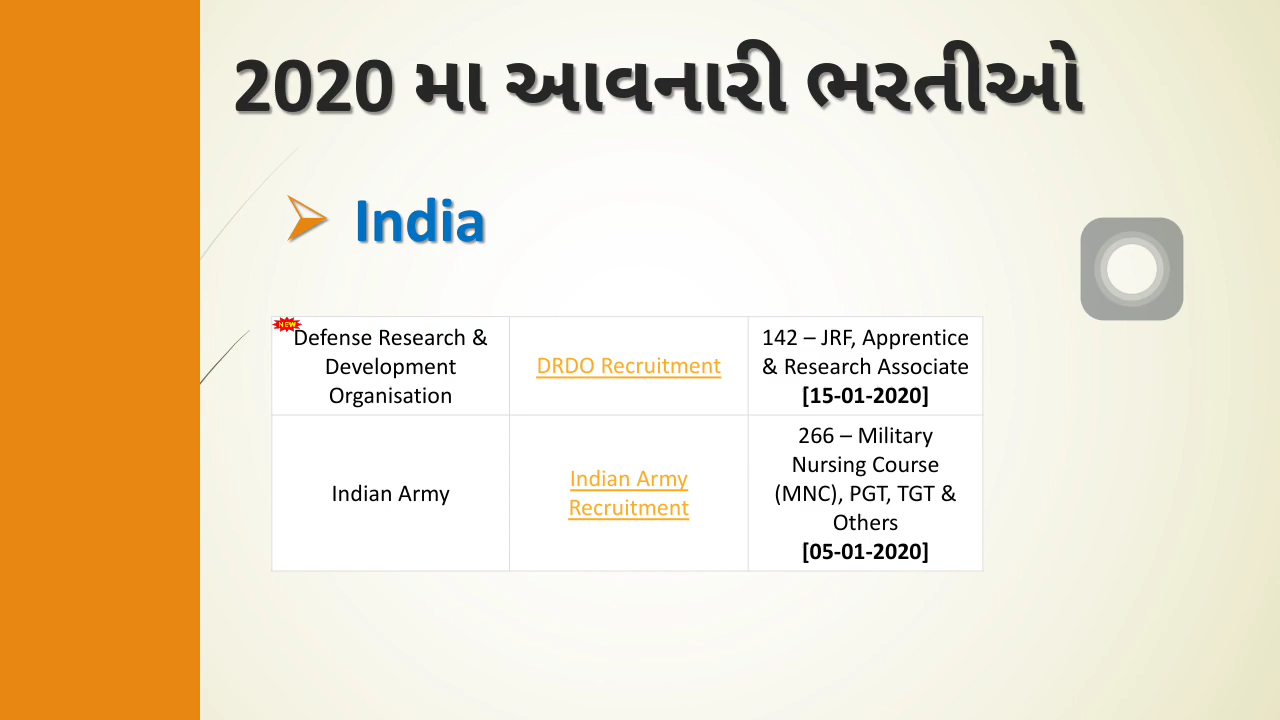 2020 મા આવનારી ભરતીઓ
India
NEW
Defense Research &
Development
Organisation
DRDO Recruitment
142 – JRF, Apprentice
& Research Associate
[15-01-2020]
Indian Army
Indian Army
Recruitment
266 – Military
Nursing Course
(MNC), PGT, TGT &
Others
[05-01-2020]